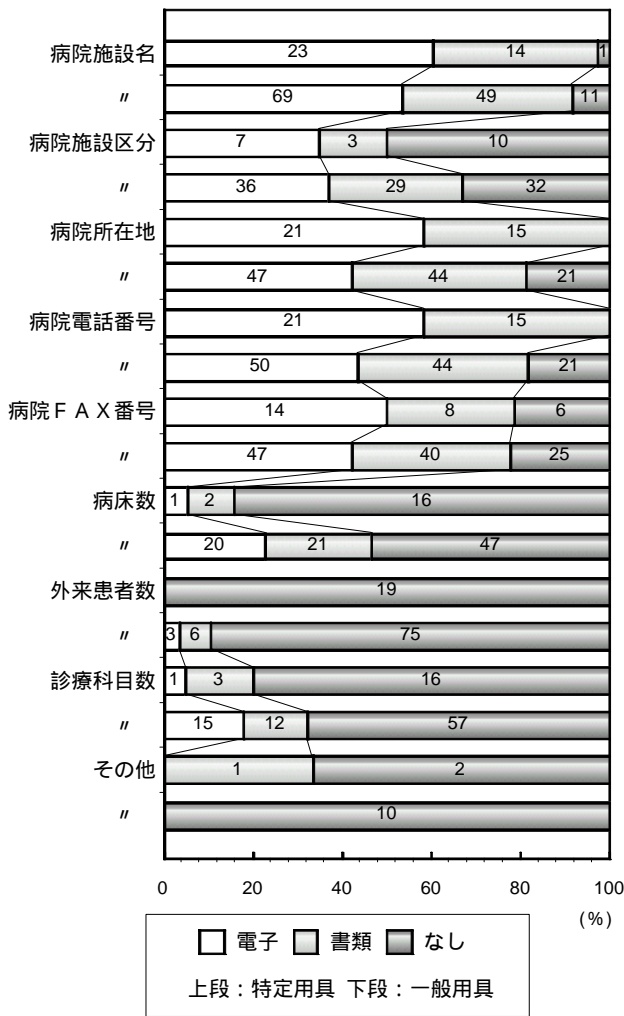 病院施設名 23 14 1
〃 69 49 11
病院施設区分 7 3 10
〃 36 29 32
病院所在地 21 15
〃 47 44 21
病院電話番号 21 15
〃 50 44 21
病院ＦＡＸ番号 14 8 6
〃 47 40 25
病床数 1 2 16
〃 20 21 47
外来患者数 19
〃 3 6 75
診療科目数 1 3 16
〃 15 12 57
その他 1 2
〃 10
0 20 40 60 80 100
(%)
電子 書類 なし
上段：特定用具 下段：一般用具